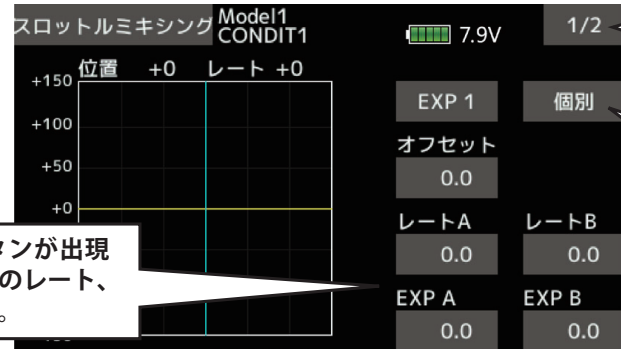 スロットルミキシング Model1
CONDIT1
7.9V
1/2
位置 +0 レート +0
+150
+100
+50
+0
EXP 1 個別
オフセット
0.0
レートA レートB
0.0 0.0
EXP A EXP B
0.0 0.0
タンが出現
のレート、
。